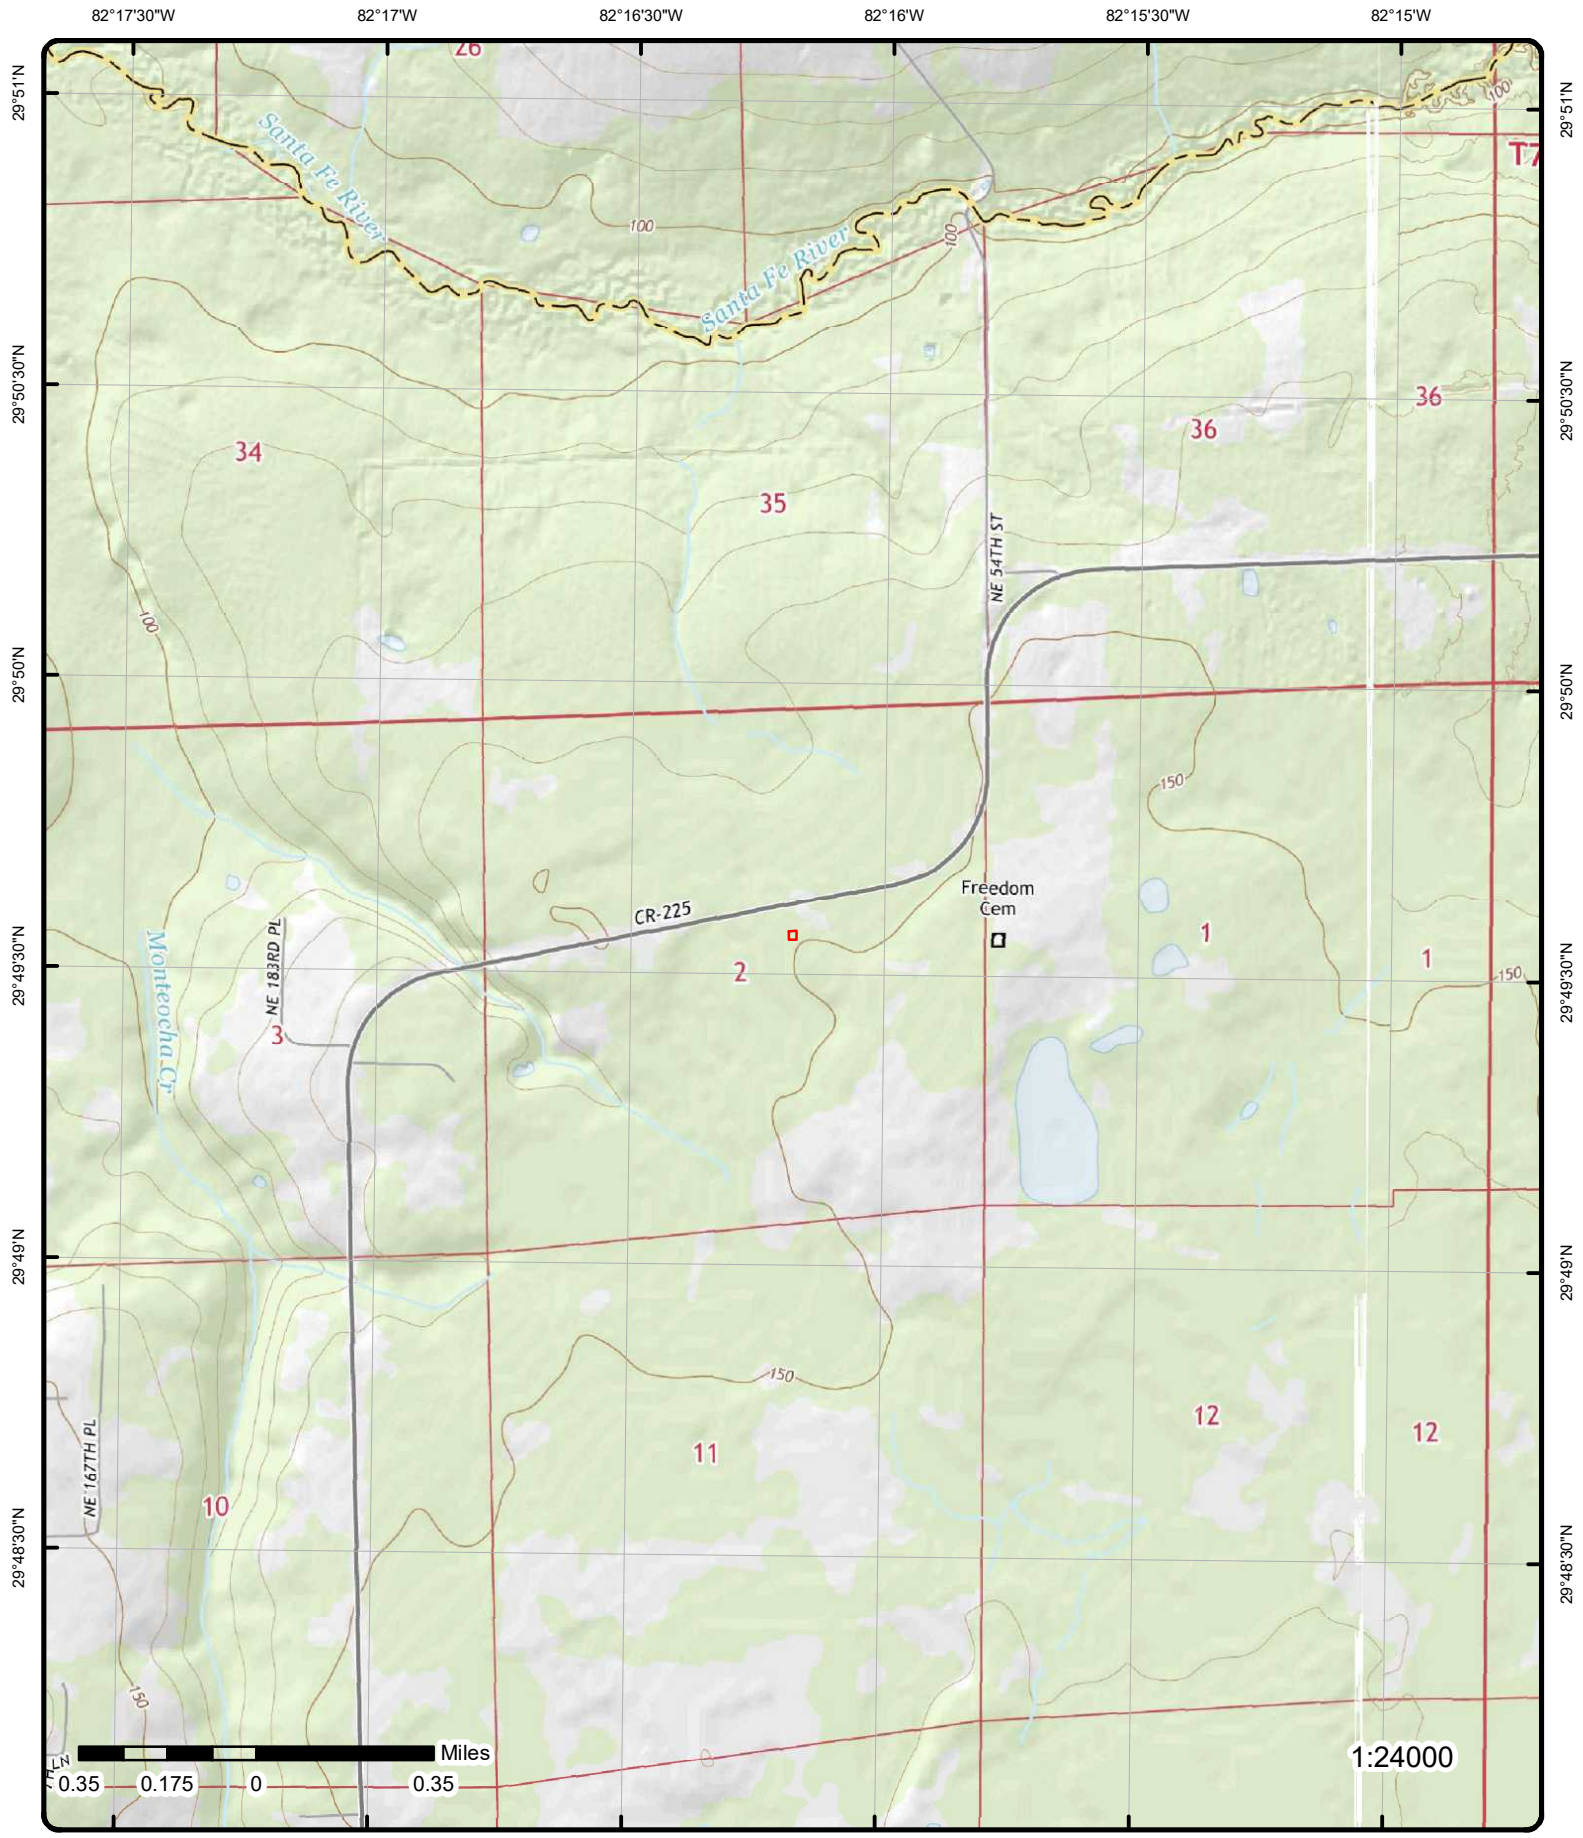 82°17'30"W 82°17'W 82°16'30"W 82°16'W 82°15'30"W 82°15'W
26
29°51'N
29°51'N
100
T7
Santa Fe River
100
Santa Fe River
100
29°50'30"N
29°50'30"N
36
36
34
35
NE 54TH ST
100
29°50'N
29°50'N
150
Freedom
Cem
CR-225
1
1
2
150
29°49'30"N
29°49'30"N
NE 183RD PL
Monteocha Cr
3
29°49'N
29°49'N
150
12
12
11
NE 167TH PL
10
29°48'30"N
29°48'30"N
150
Miles
1:24000
LN
0.35 0.175 0 0.35